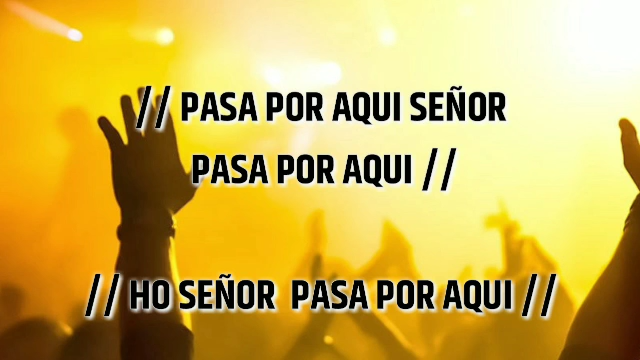 // PASA POR AQUI SEÑOR
PASA POR AQUI //
// HO SEÑOR PASA POR AQUI //